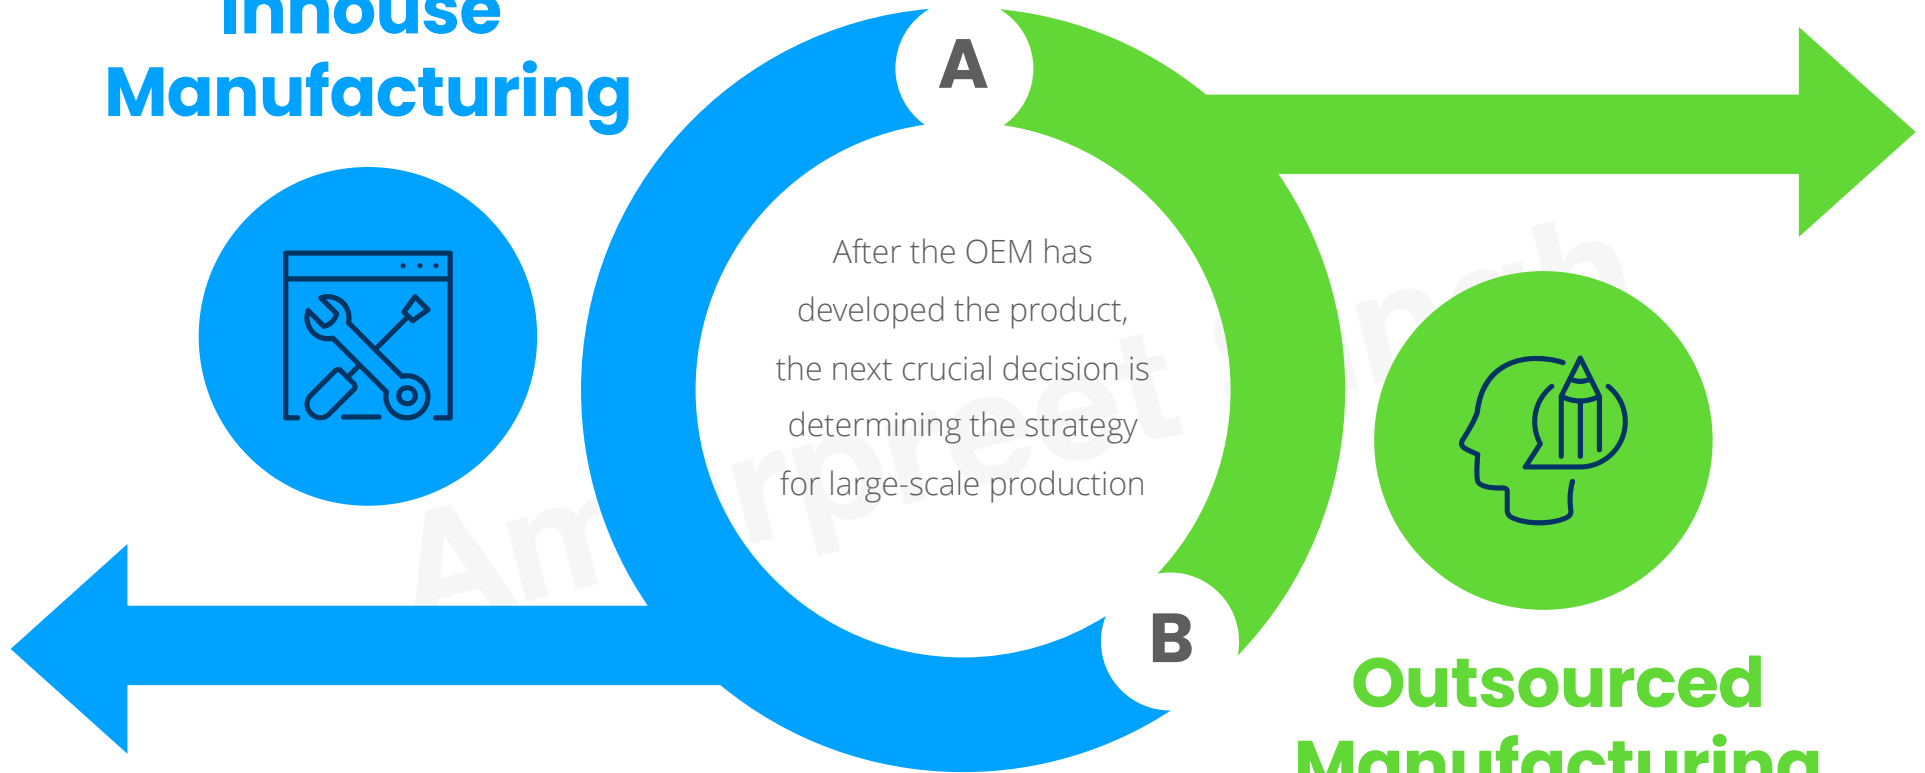 Inhouse
Manufacturing
A
After the OEM has
developed the product,
the next crucial decision is
determining the strategy
for large-scale production
B
Outsourced
Manufacturing